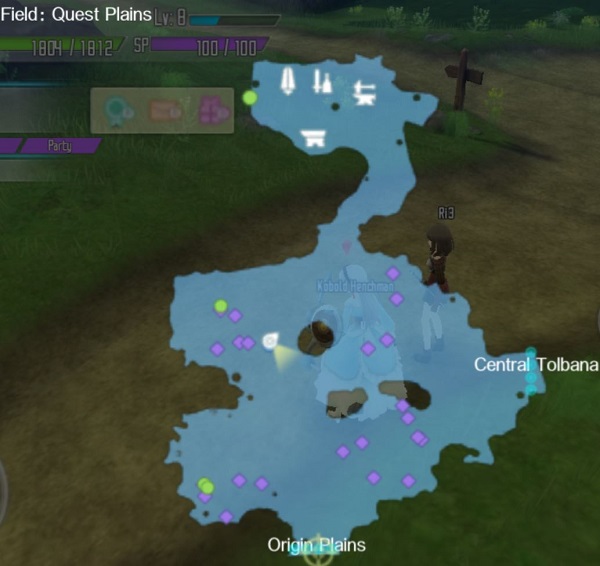 Field: Quest Plains
Lv. 8
1804 / 1812
SP
100 / 100
Party
Ri3
Kobold Henchman
Central Tolbana
Origin Plains